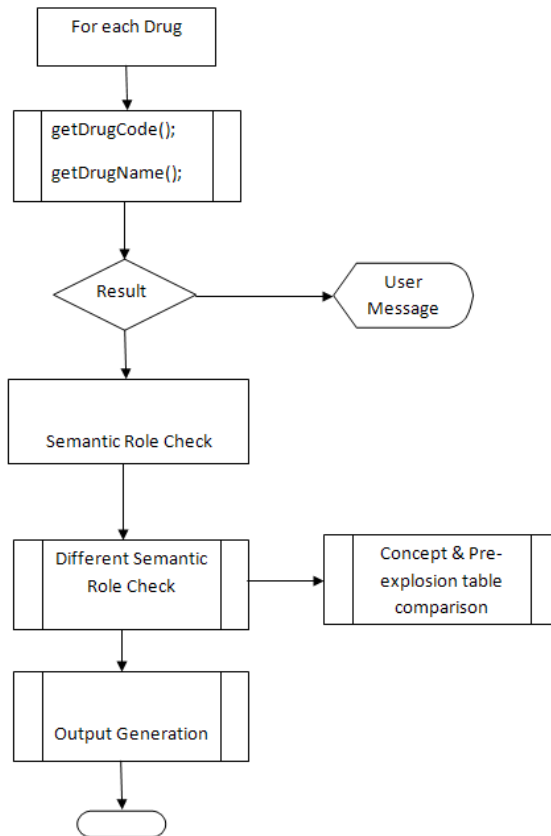 For each Drug
getDrugCode();
getDrugName();
Result
User
Message
Semantic Role Check
Different Semantic
Role Check
Concept & Pre-
explosion table
comparison
Output Generation